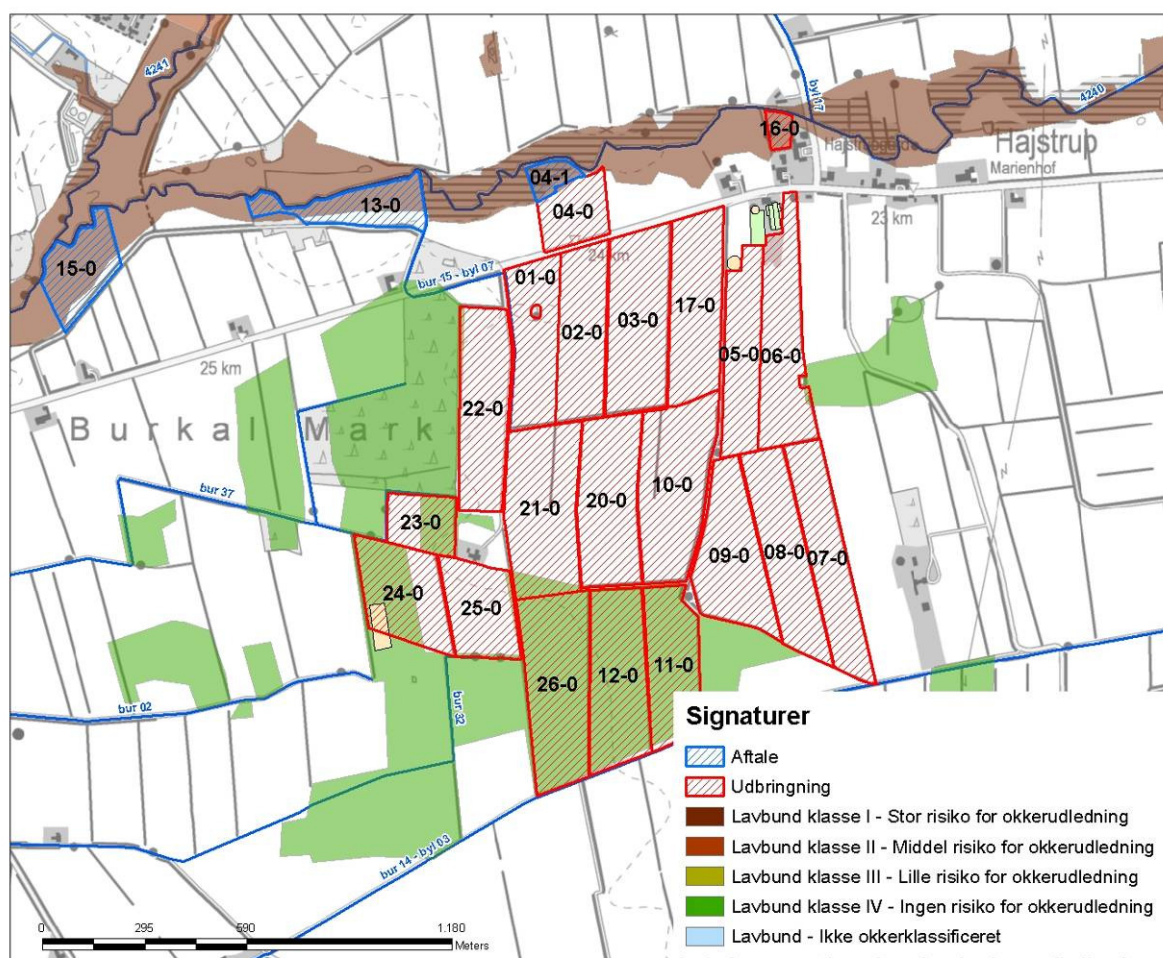 4241
byl 17
4240
16-0
Hajstrupgårde
Hajstrup
Marienhof
04-1
13-0
04-0
23 km
24 km
15-0
bur 15 - byl 07
01-0
02-0
03-0
17-0
05-0
06-0
25 km
22-0
Burkal Mark
bur 37
21-0
20-0
10-0
23-0
09-0
08-0
07-0
24-0
25-0
26-0
12-0
11-0
bur 02
bur 32
bur 14 - byl 03
Signaturer
Aftale
Udbringning
Lavbund klasse I - Stor risiko for okkerudledning
Lavbund klasse II - Middel risiko for okkerudledning
Lavbund klasse III - Lille risiko for okkerudledning
Lavbund klasse IV - Ingen risiko for okkerudledning
Lavbund - Ikke okkerklassificeret
0 295 590 1.180
Meters